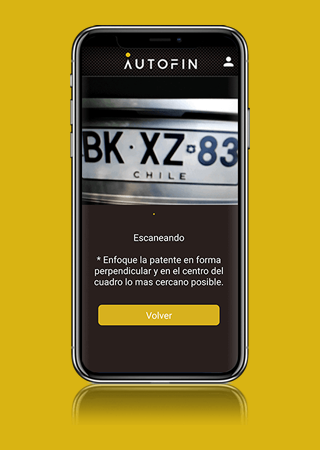 AUTOFIN
BK·XZ·83
CHILE
Escaneando
* Enfoque la patente en forma
perpendicular y en el centro del
cuadro lo mas cercano posible.
Volver